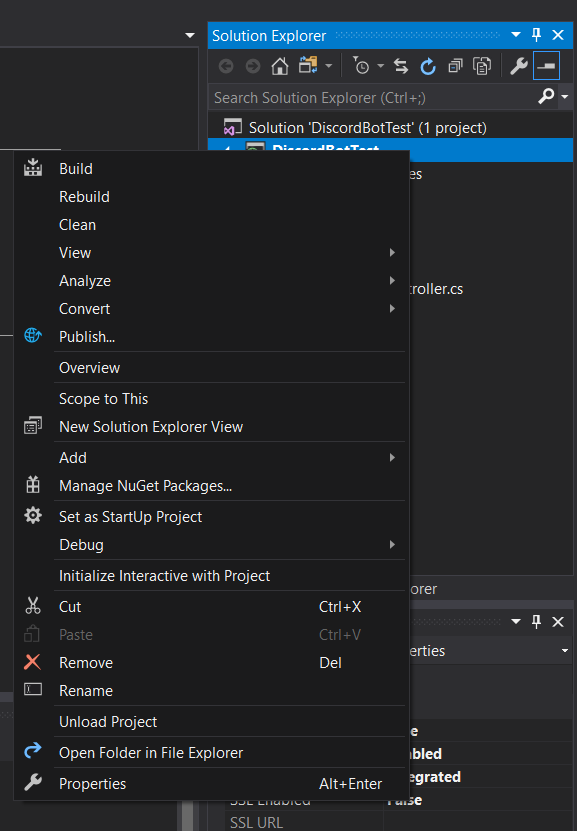 Solution Explorer
Search Solution Explorer (Ctrl+;)
Solution 'DiscordBotTest' (1 project)
DiscordBotTest
es
roller.cs
Build
Rebuild
Clean
View
Analyze
Convert
Publish...
Overview
Scope to This
New Solution Explorer View
Add
Manage NuGet Packages...
Set as StartUp Project
Debug
Initialize Interactive with Project
Cut Ctrl+X
Paste Ctrl+V
Remove Del
Rename
Unload Project
Open Folder in File Explorer
Properties Alt+Enter
orer
erties
e
bled
egrated
SSL Enabled False
SSL URL